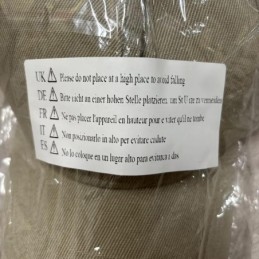 UK ⚠ Please do not place at a high place to avoid falling
DE ⚠ Bitte nicht an einer hohen Stelle platzieren, um
FR ⚠ Ne pas placer l'appareil en hauteur pour éviter qu'il ne tombe.
IT ⚠ Non posizionarlo in alto per evitare cadute
ES ⚠ No lo coloque en un lugar alto para evitar